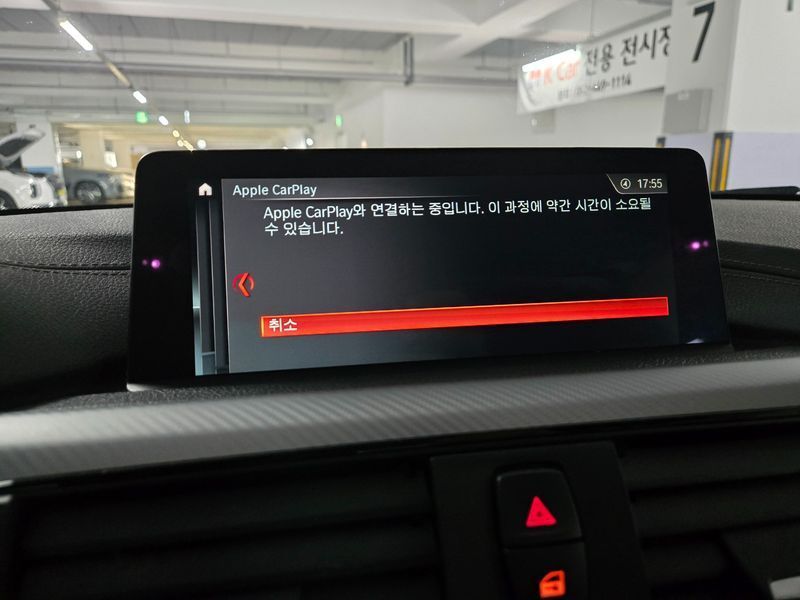 7
K Car 전용 전시장
Apple CarPlay
17:55
Apple CarPlay와 연결하는 중입니다. 이 과정에 약간 시간이 소요될
수 있습니다.
취소